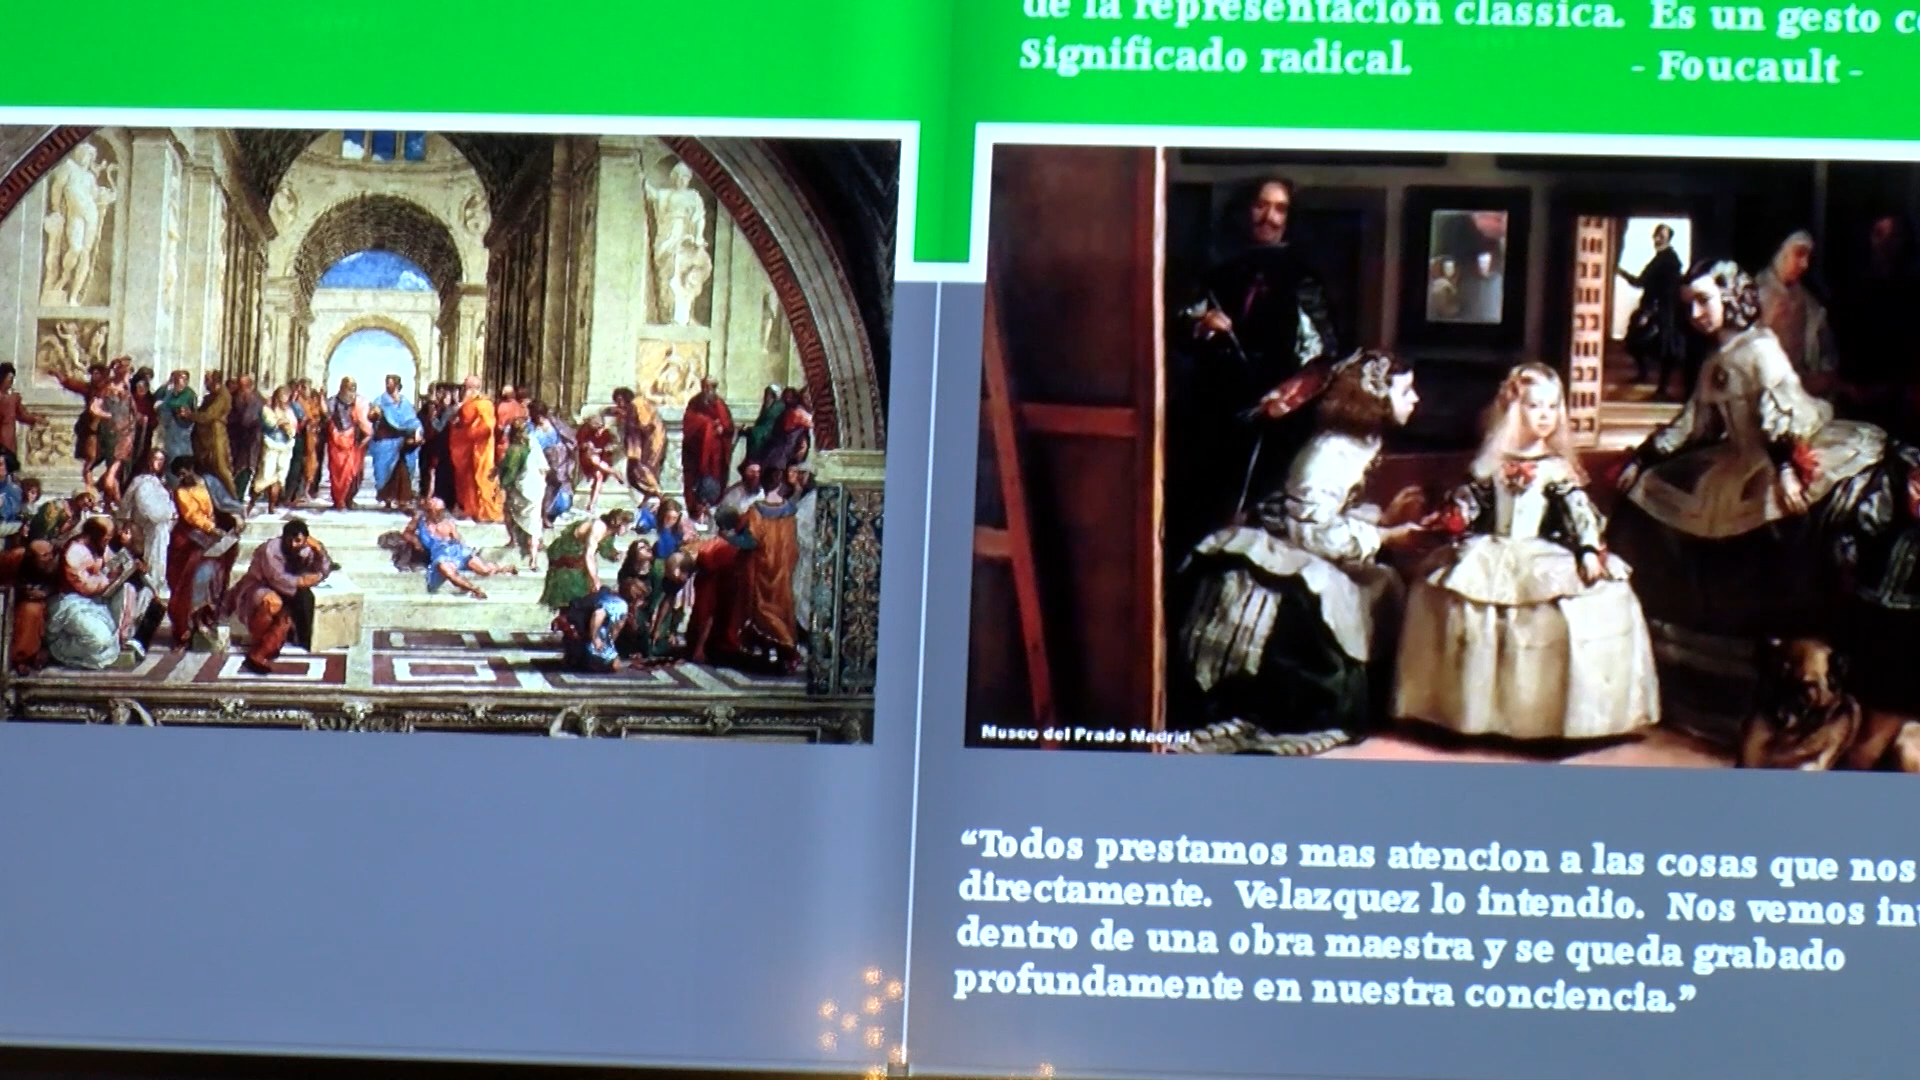 de la representacion classica. Es un gesto
Significado radical. - Foucault -
Museo del Prado Madrid.
“Todos prestamos mas atencion a las cosas que nos
directamente. Velazquez lo intendio. Nos vemos
dentro de una obra maestra y se queda grabado
profundamente en nuestra conciencia.”